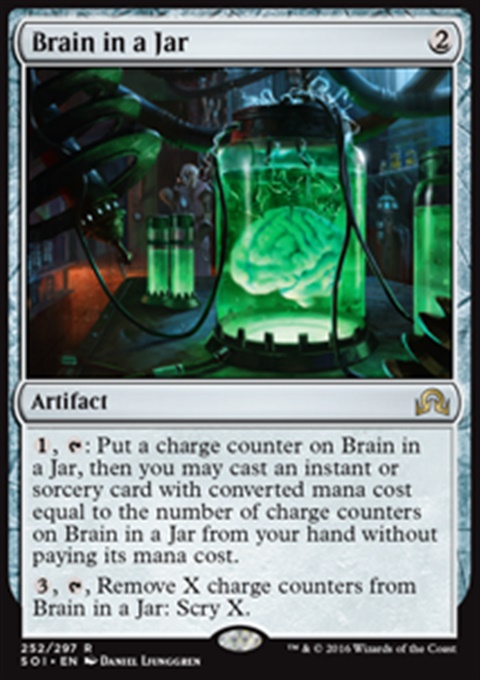 Brain in a Jar 2
Artifact
1, T: Put a charge counter on Brain in
a Jar, then you may cast an instant or
sorcery card with converted mana cost
equal to the number of charge counters
on Brain in a Jar from your hand without
paying its mana cost.
3, T, Remove X charge counters from
Brain in a Jar: Scry X.
252/297 R
SOI • EN Daniel Ljunggren
™ & © 2016 Wizards of the Coast